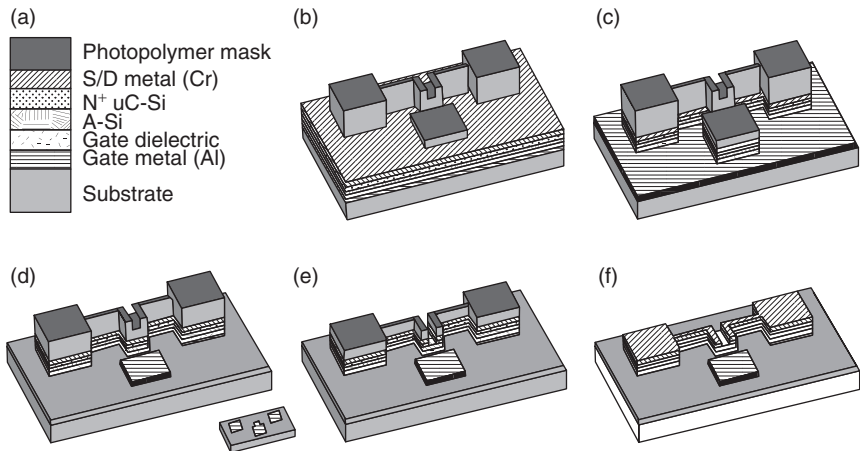 (a)
Photopolymer mask
S/D metal (Cr)
N⁺ uC-Si
A-Si
Gate dielectric
Gate metal (Al)
Substrate
(b)
(c)
(d)
(e)
(f)